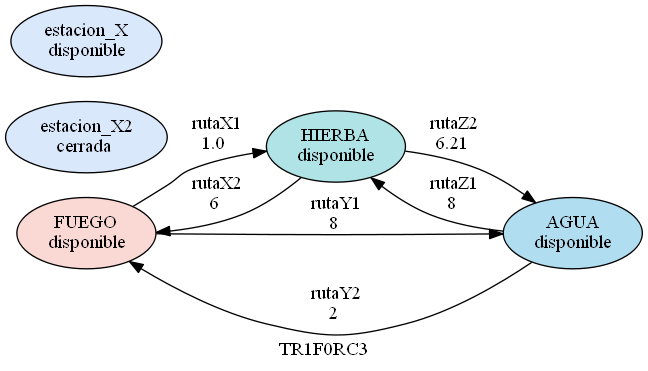 estacion_X
disponible
estacion_X2
cerrada
rutaX1
1.0
HIERBA
disponible
rutaZ2
6.21
rutaX2
6
rutaZ1
8
FUEGO
disponible
rutaY1
8
AGUA
disponible
rutaY2
2
TR1F0RC3